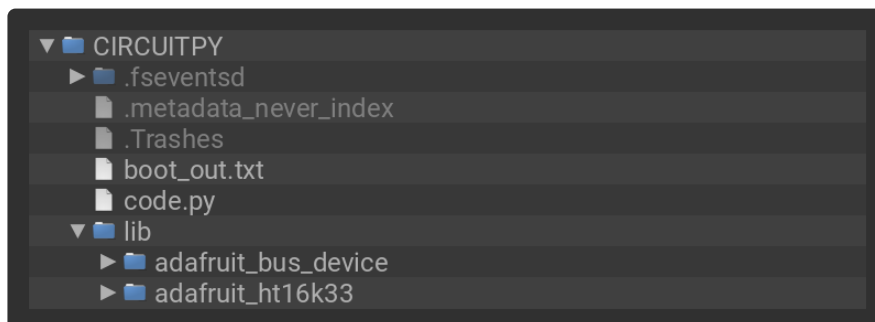 CIRCUITPY
.fseventsd
.metadata_never_index
.Trashes
boot_out.txt
code.py
lib
adafruit_bus_device
adafruit_ht16k33